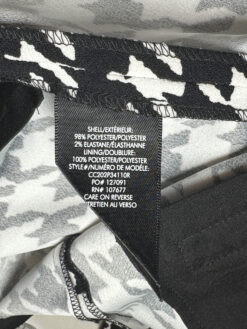 SHELL/EXTÉRIEUR:
98% POLYESTER/POLYESTER
2% ELASTANE/ÉLASTHANNE
LINING/DOUBLURE:
100% POLYESTER/POLYESTER
STYLE#/NUMÉRO DE MODÈLE:
CC202P34110R
PO# 127091
RN# 107677
CARE ON REVERSE
ENTRETIEN AU VERSO